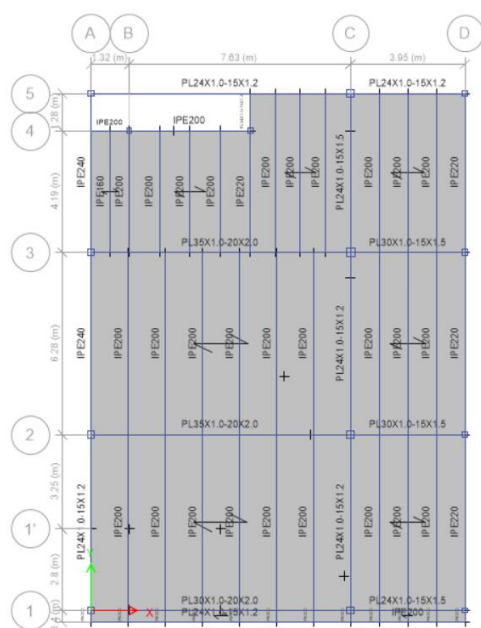 A B C D
1.32 (m) 7.63 (m) 3.95 (m)
5 PL24X1.0-15X1.2 PL24X1.0-15X1.2
1.28 (m)
4 IPE200 IPE200
IPE240 IPE160 IPE200 IPE200 IPE200 IPE200 IPE220 IPE200 IPE200 PL24X1.0-15X1.5 IPE200 IPE200 IPE220
4.19 (m)
3 PL35X1.0-20X2.0 PL30X1.0-15X1.5
IPE240 IPE200 IPE200 IPE200 IPE200 IPE200 IPE200 PL24X1.0-15X1.2 IPE200 IPE200 IPE220
6.28 (m)
2 PL35X1.0-20X2.0 PL30X1.0-15X1.5
3.25 (m)
PL24X1.0-15X1.2 IPE200 IPE200 IPE200 IPE200 IPE200 IPE200 PL24X1.0-15X1.2 IPE200 IPE200 IPE220
1'
2.8 (m)
Y
1 X PL30X1.0-20X2.0 PL24X1.0-15X1.5
PL24X1.0-15X1.2 IPE200